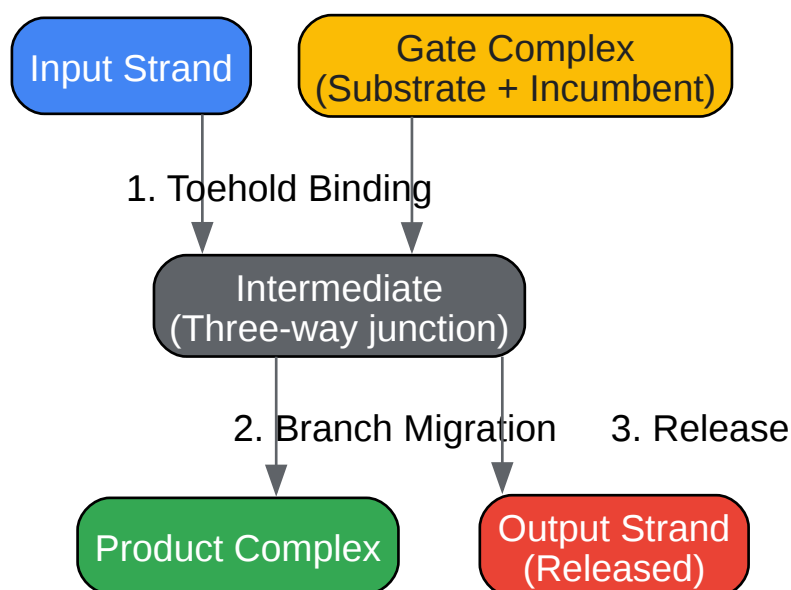 Input Strand
Gate Complex
(Substrate + Incumbent)
1. Toehold Binding
Intermediate
(Three-way junction)
2. Branch Migration
3. Release
Product Complex
Output Strand
(Released)